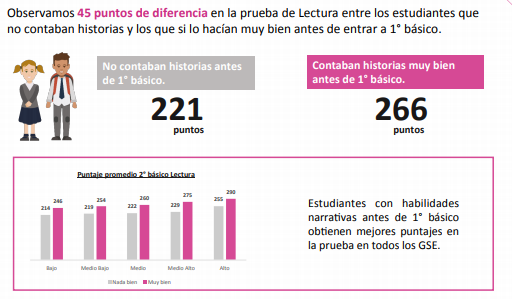 Observamos 45 puntos de diferencia en la prueba de Lectura entre los estudiantes que
no contaban historias y los que si lo hacían muy bien antes de entrar a 1° básico.
No contaban historias antes
de 1° básico.
221
puntos
Contaban historias muy bien
antes de 1° básico.
266
puntos
Puntaje promedio 2° básico Lectura
214 246 219 254 222 260 229 275 255 290
Bajo Medio Bajo Medio Medio Alto Alto
Nada bien Muy bien
Estudiantes con habilidades
narrativas antes de 1° básico
obtienen mejores puntajes en
la prueba en todos los GSE.